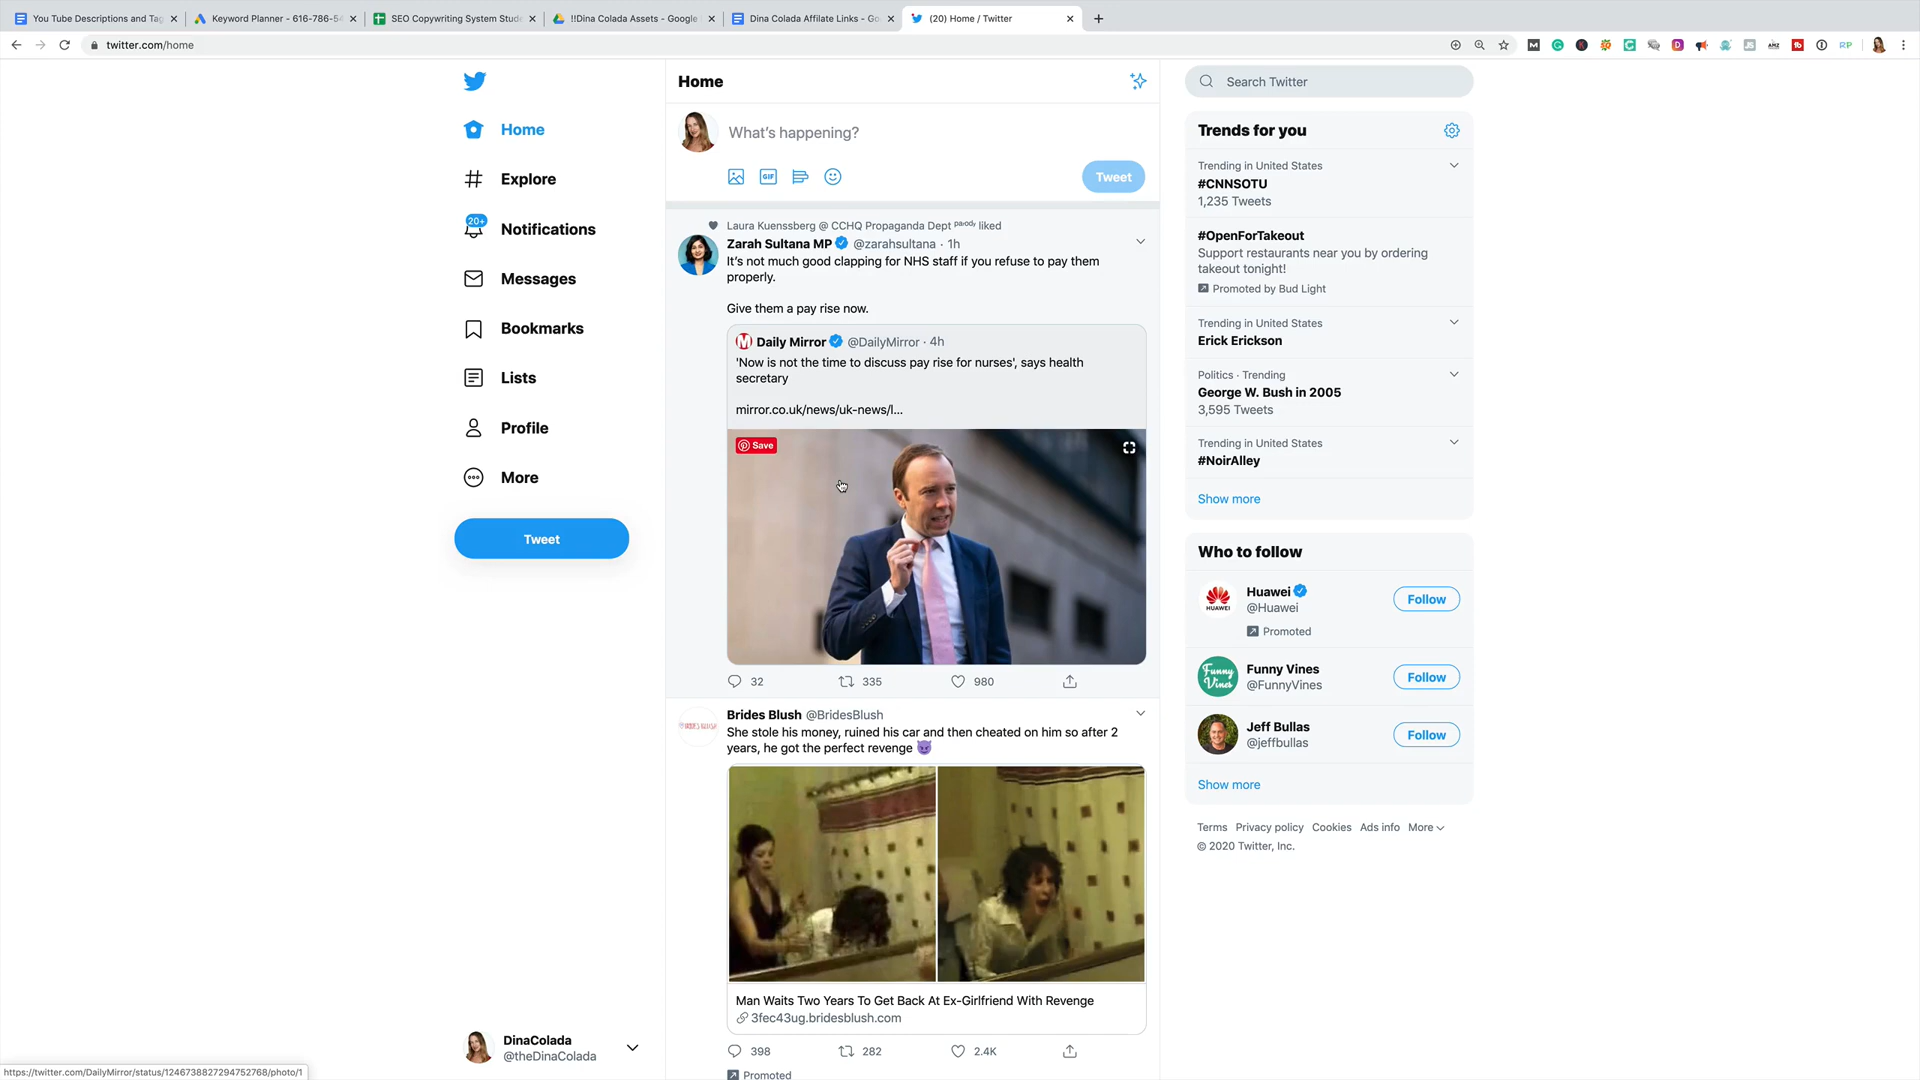 You Tube Descriptions and Tag
Keyword Planner - 616-786-54
SEO Copywriting System Stude
!!Dina Colada Assets - Google
Dina Colada Affilate Links - Go
(20) Home / Twitter
twitter.com/home
Home
Explore
20+
Notifications
Messages
Bookmarks
Lists
Profile
More
Tweet
DinaColada
@theDinaColada
https://twitter.com/DailyMirror/status/1246738827294752768/photo/1
Home
What's happening?
GIF
Tweet
Laura Kuenssberg @ CCHQ Propaganda Dept parody liked
Zarah Sultana MP @zarahsultana · 1h
It's not much good clapping for NHS staff if you refuse to pay them
properly.
Give them a pay rise now.
Daily Mirror @DailyMirror · 4h
'Now is not the time to discuss pay rise for nurses', says health
secretary
mirror.co.uk/news/uk-news/l...
Save
32 335 980
Brides Blush @BridesBlush
She stole his money, ruined his car and then cheated on him so after 2
years, he got the perfect revenge
Man Waits Two Years To Get Back At Ex-Girlfriend With Revenge
3fec43ug.bridesblush.com
398 282 2.4K
Promoted
Search Twitter
Trends for you
Trending in United States
#CNNSOTU
1,235 Tweets
#OpenForTakeout
Support restaurants near you by ordering
takeout tonight!
Promoted by Bud Light
Trending in United States
Erick Erickson
Politics · Trending
George W. Bush in 2005
3,595 Tweets
Trending in United States
#NoirAlley
Show more
Who to follow
HUAWEI
Huawei
@Huawei
Follow
Promoted
Funny Vines
Funny Vines
@FunnyVines
Follow
Jeff Bullas
@jeffbullas
Follow
Show more
Terms Privacy policy Cookies Ads info More
© 2020 Twitter, Inc.